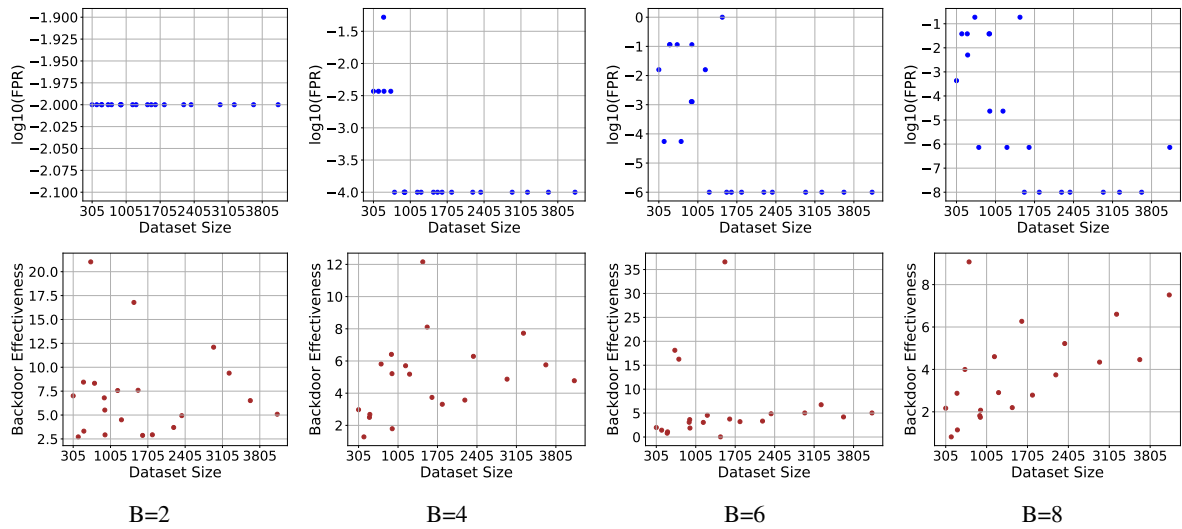 −1.900
−1.925
−1.950
−1.975
−2.000
−2.025
−2.050
−2.075
−2.100
log10(FPR)
305 1005 1705 2405 3105 3805
Dataset Size
−1.5
−2.0
−2.5
−3.0
−3.5
−4.0
log10(FPR)
305 1005 1705 2405 3105 3805
Dataset Size
0
−1
−2
−3
−4
−5
−6
log10(FPR)
305 1005 1705 2405 3105 3805
Dataset Size
−1
−2
−3
−4
−5
−6
−7
−8
log10(FPR)
305 1005 1705 2405 3105 3805
Dataset Size
20.0
17.5
15.0
12.5
10.0
7.5
5.0
2.5
Backdoor Effectiveness
305 1005 1705 2405 3105 3805
Dataset Size
12
10
8
6
4
2
Backdoor Effectiveness
305 1005 1705 2405 3105 3805
Dataset Size
35
30
25
20
15
10
5
0
Backdoor Effectiveness
305 1005 1705 2405 3105 3805
Dataset Size
8
6
4
2
Backdoor Effectiveness
305 1005 1705 2405 3105 3805
Dataset Size
B=2
B=4
B=6
B=8